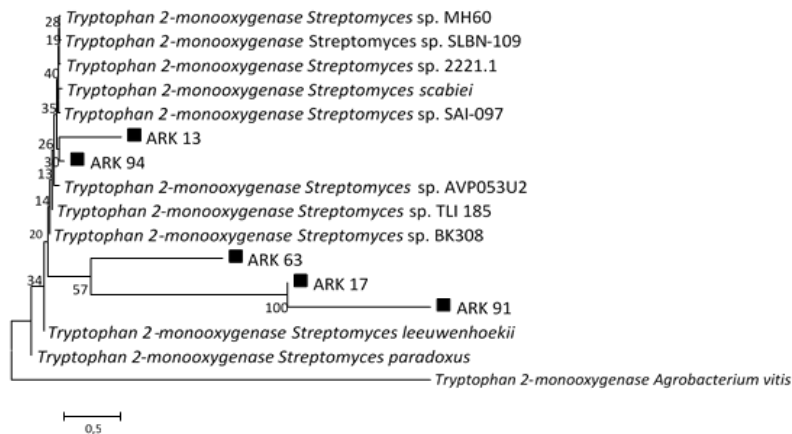 28 Tryptophan 2-monooxygenase Streptomyces sp. MH60
19 Tryptophan 2-monooxygenase Streptomyces sp. SLBN-109
Tryptophan 2-monooxygenase Streptomyces sp. 2221.1
40
Tryptophan 2-monooxygenase Streptomyces scabiei
35 Tryptophan 2-monooxygenase Streptomyces sp. SAI-097
ARK 13
26
30 ARK 94
13
Tryptophan 2-monooxygenase Streptomyces sp. AVP053U2
14
Tryptophan 2-monooxygenase Streptomyces sp. TLI 185
20 Tryptophan 2-monooxygenase Streptomyces sp. BK308
ARK 63
34 57 ARK 17
100 ARK 91
Tryptophan 2-monooxygenase Streptomyces leeuwenhoekii
Tryptophan 2-monooxygenase Streptomyces paradoxus
Tryptophan 2-monooxygenase Agrobacterium vitis
0,5